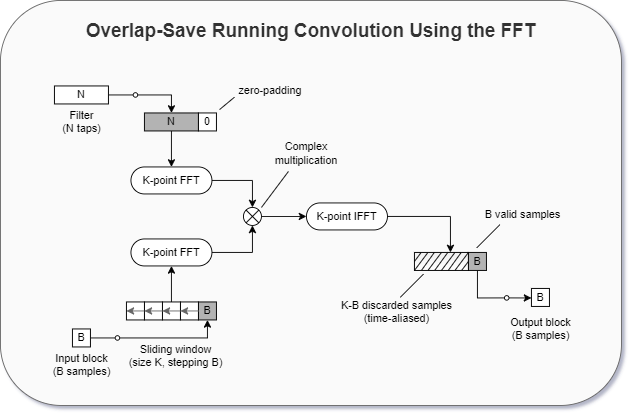 Overlap-Save Running Convolution Using the FFT
N
Filter
(N taps)
zero-padding
N
0
K-point FFT
Complex
multiplication
K-point IFFT
K-point FFT
B valid samples
B
K-B discarded samples
(time-aliased)
B
Output block
(B samples)
B
B
Input block
(B samples)
Sliding window
(size K, stepping B)